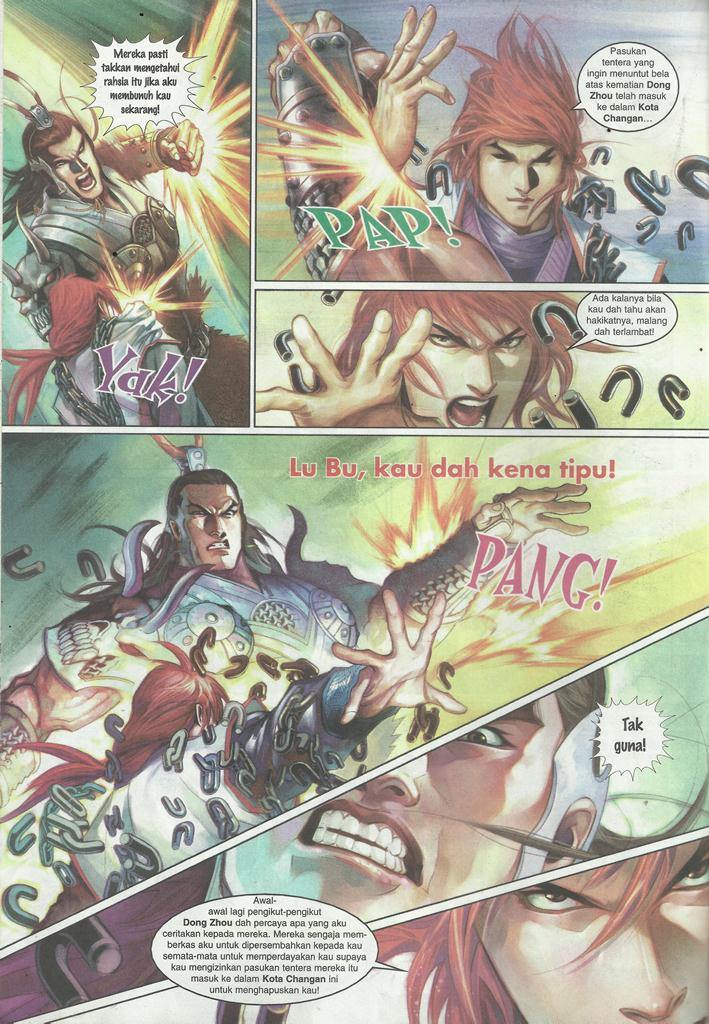 Mereka pasti
takkan mengetahui
rahsia itu jika aku
membunuh kau
sekarang!
Yak!
Pasukan
tentera yang
ingin menuntut bela
atas kematian Dong
Zhou telah masuk
ke dalam Kota
Changan...
PAP!
Ada kalanya bila
kau dah tahu akan
hakikatnya, malang
dah terlambat!
Lu Bu, kau dah kena tipu!
PANG!
Tak
guna!
Awal-
awal lagi pengikut-pengikut
Dong Zhou dah percaya apa yang aku
ceritakan kepada mereka. Mereka sengaja mem-
berkas aku untuk dipersembahkan kepada kau
semata-mata untuk memperdayakan kau supaya
kau mengizinkan pasukan tentera mereka itu
masuk ke dalam Kota Changan ini
untuk menghapuskan kau!